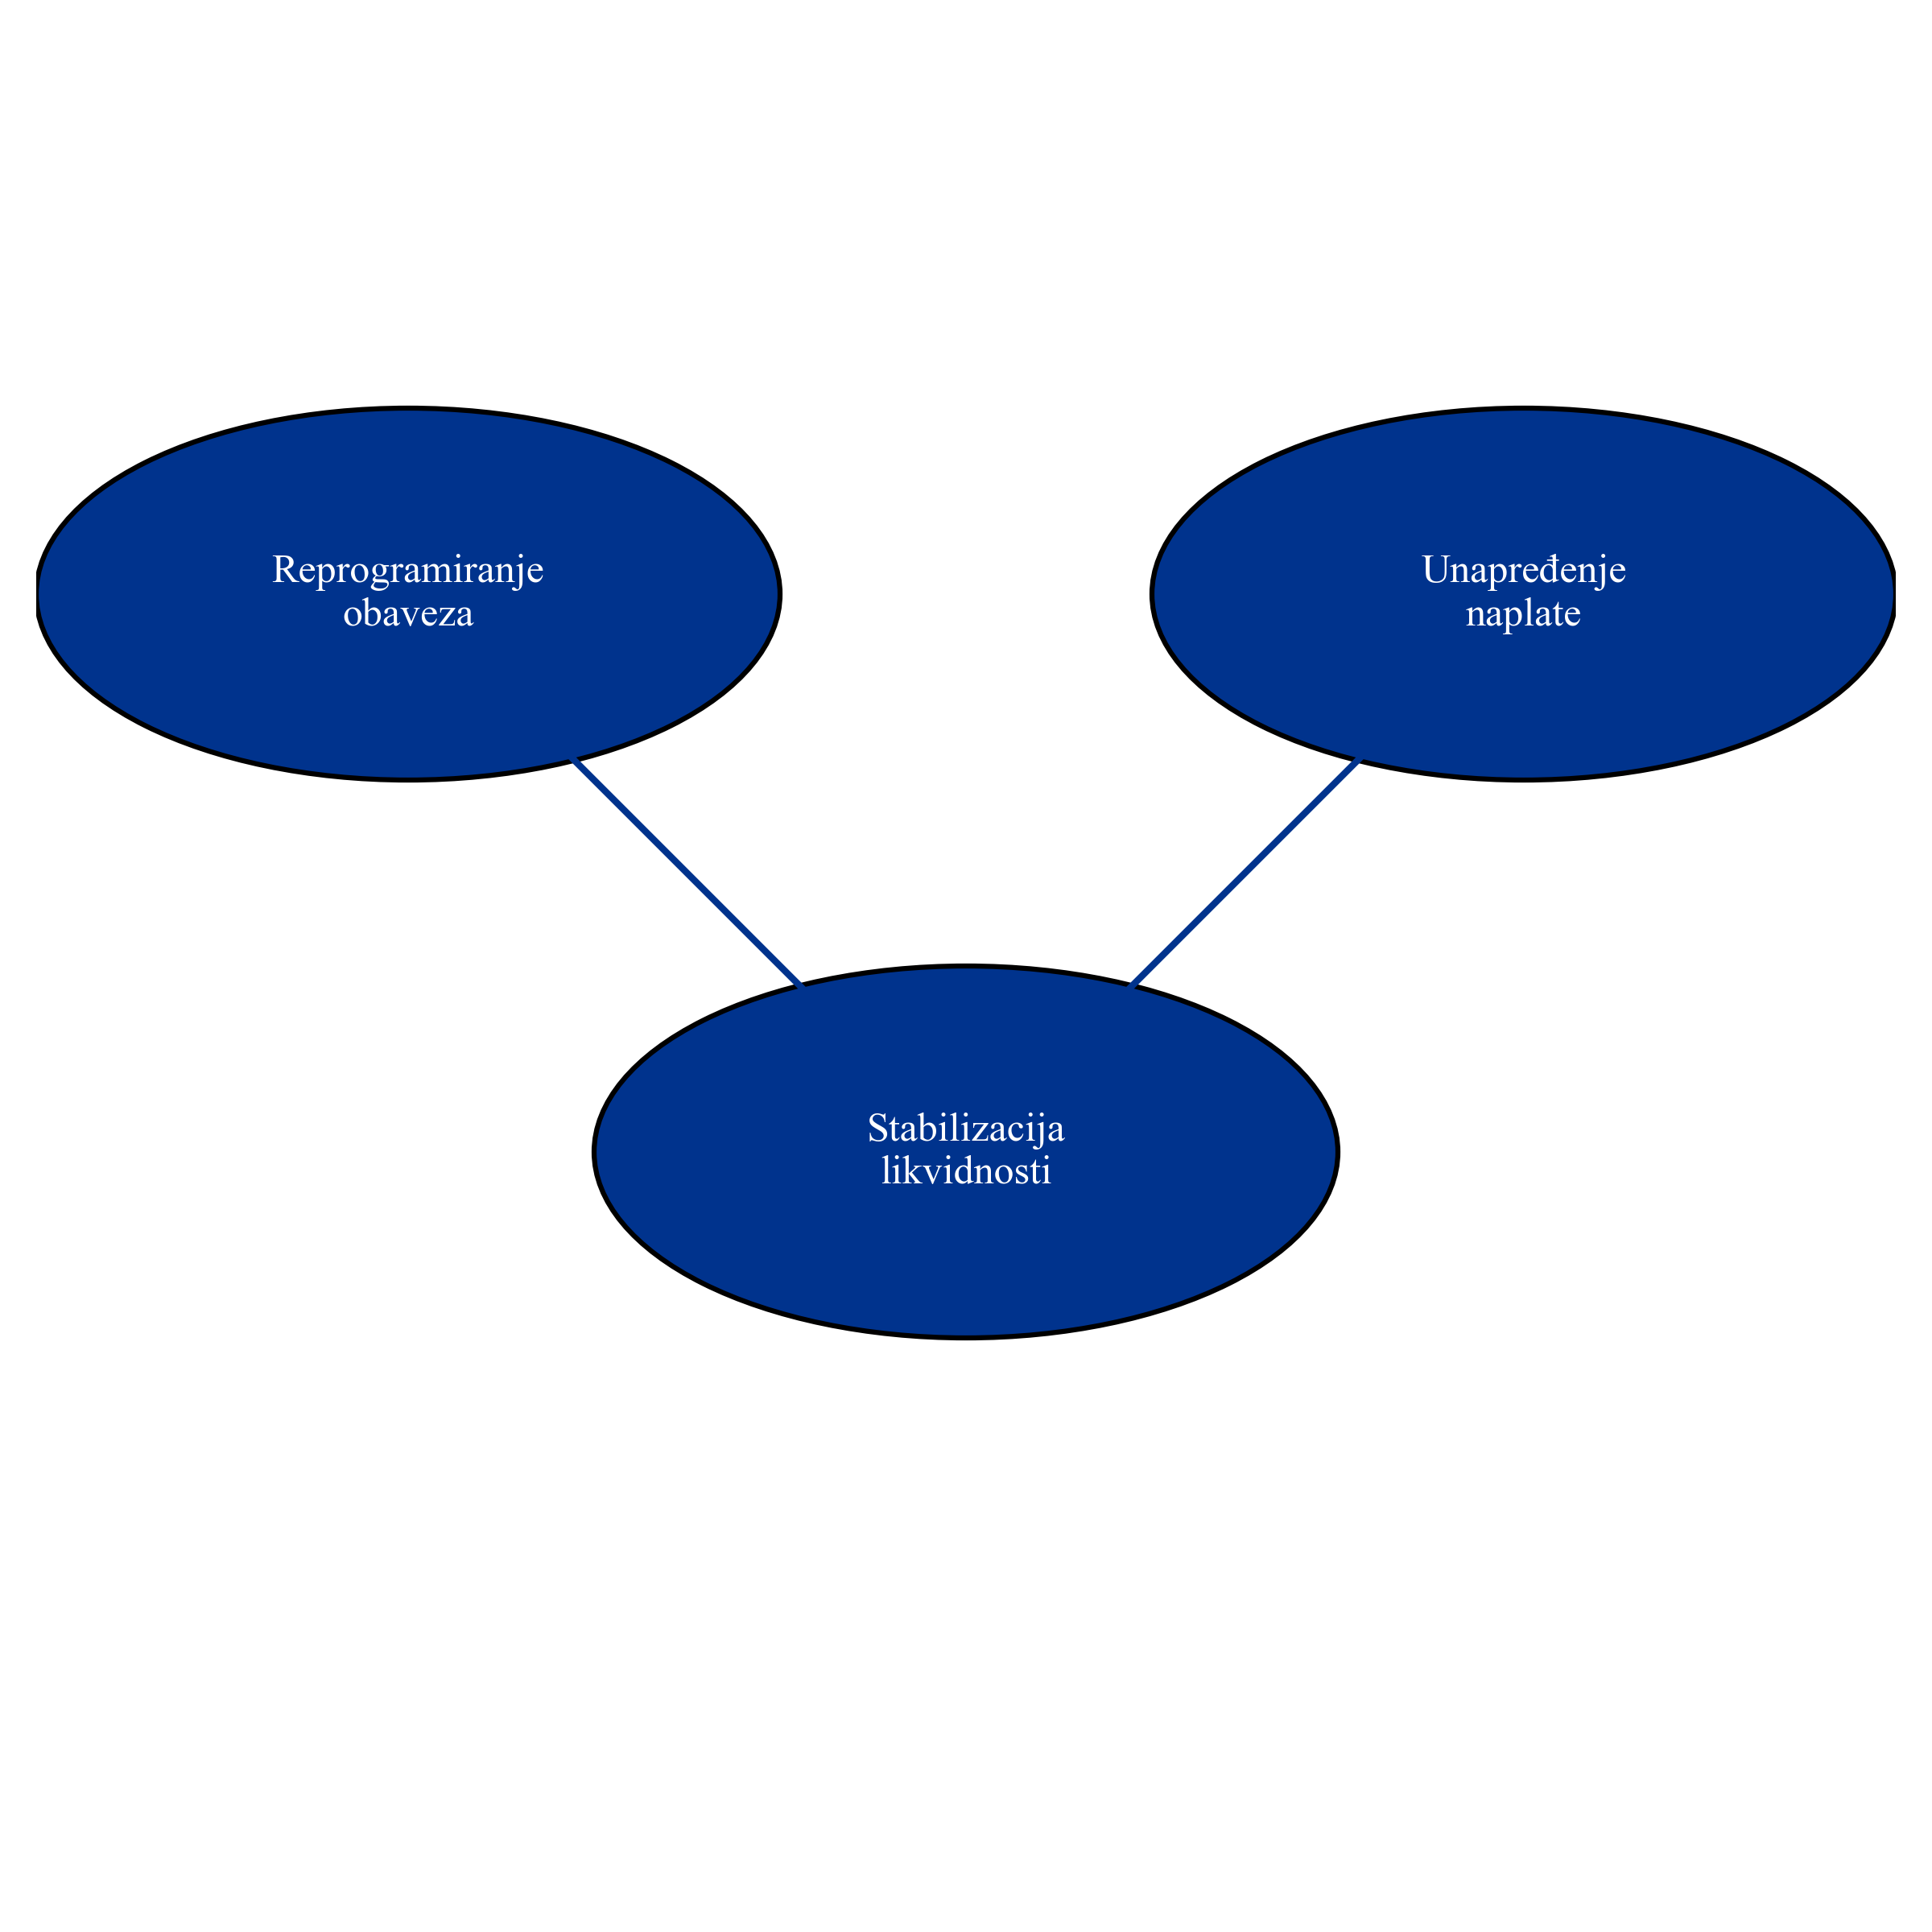 Reprogramiranje
obaveza
Unapređenje
naplate
Stabilizacija
likvidnosti